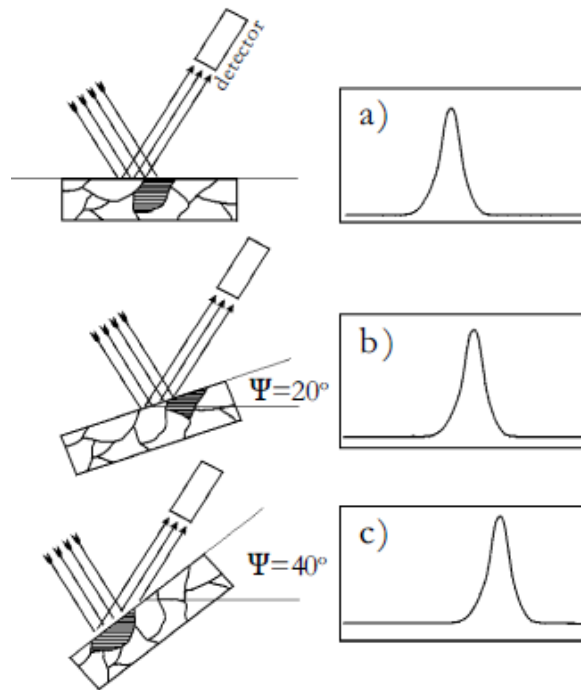 detector
a)
Ψ=20°
b)
Ψ=40°
c)